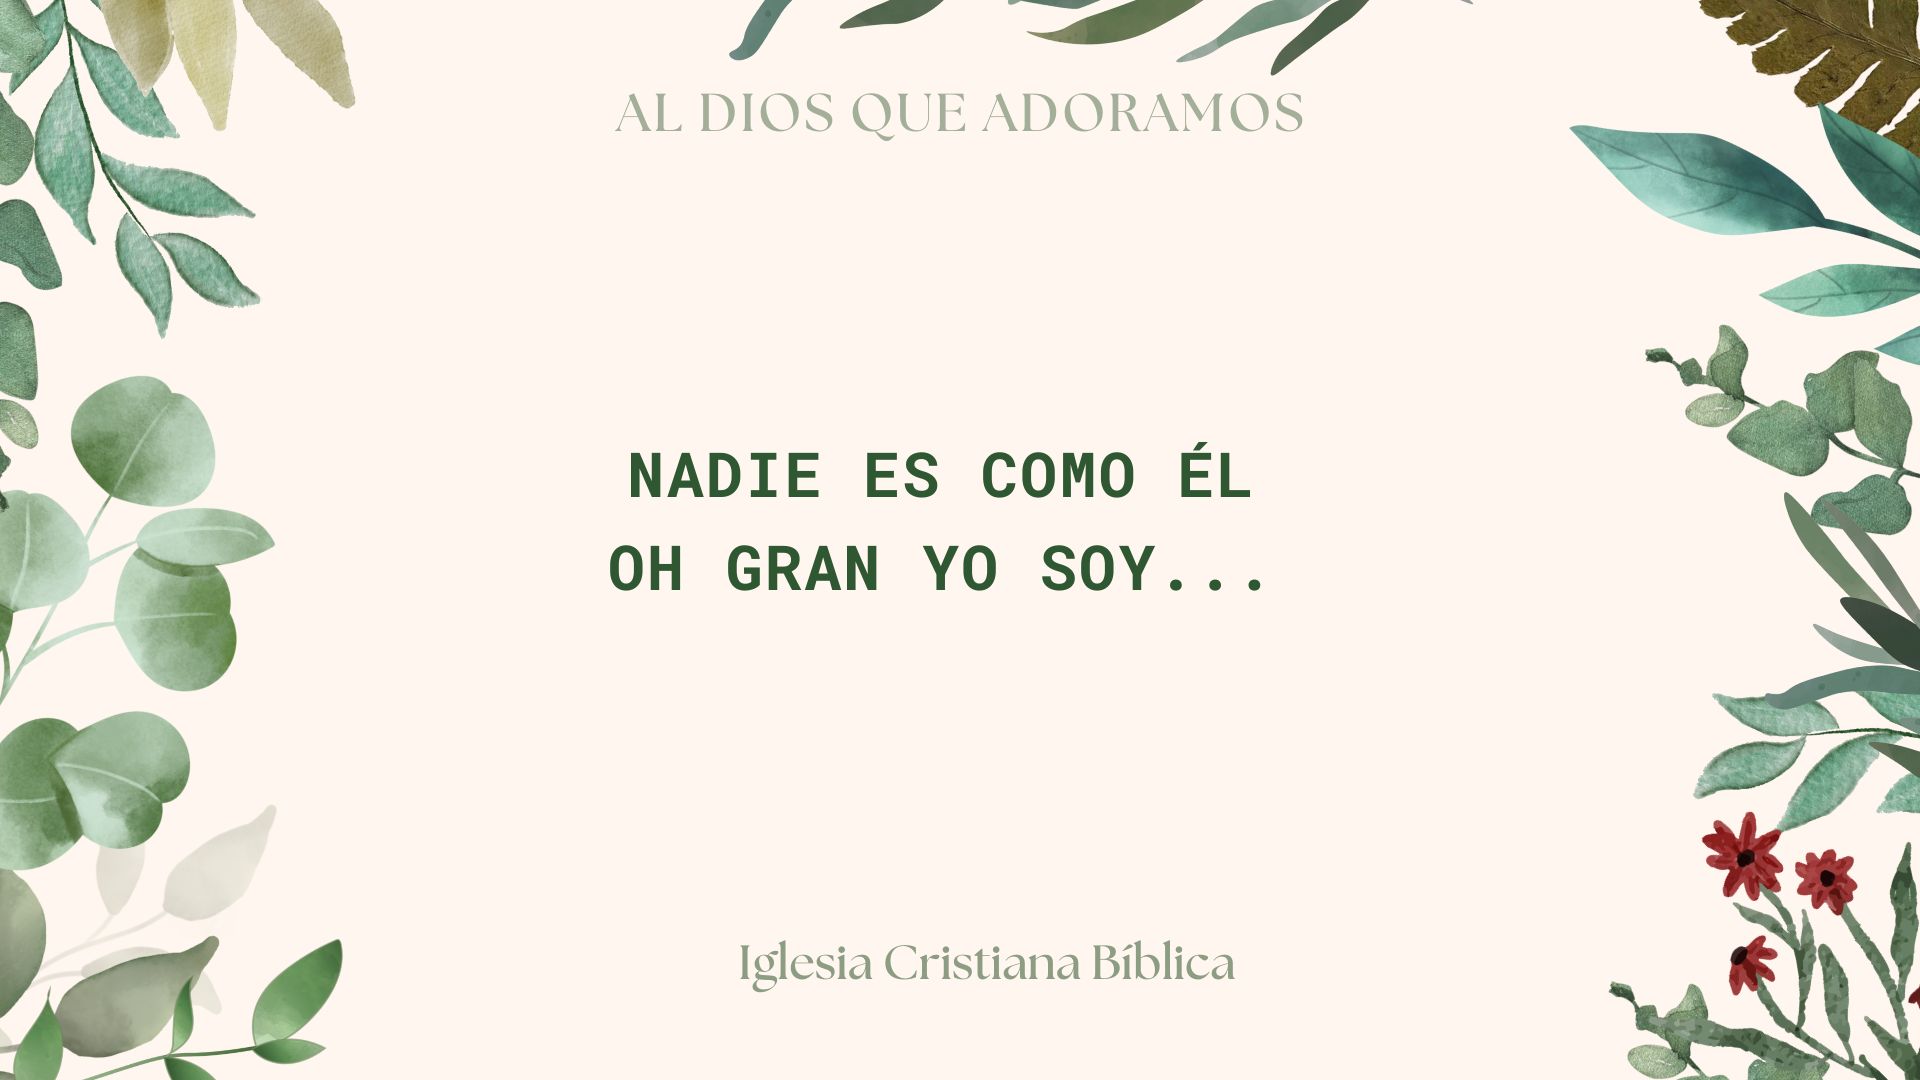 AL DIOS QUE ADORAMOS
NADIE ES COMO ÉL
OH GRAN YO SOY...
Iglesia Cristiana Bíblica